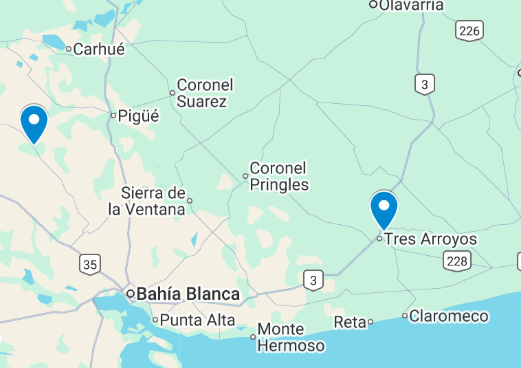 Olavarría
226
Carhué
3
Coronel
Suarez
Pigüé
Coronel
Pringles
Sierra de
la Ventana
Tres Arroyos
228
35
3
Bahía Blanca
Punta Alta
Reta
Claromeco
Monte
Hermoso